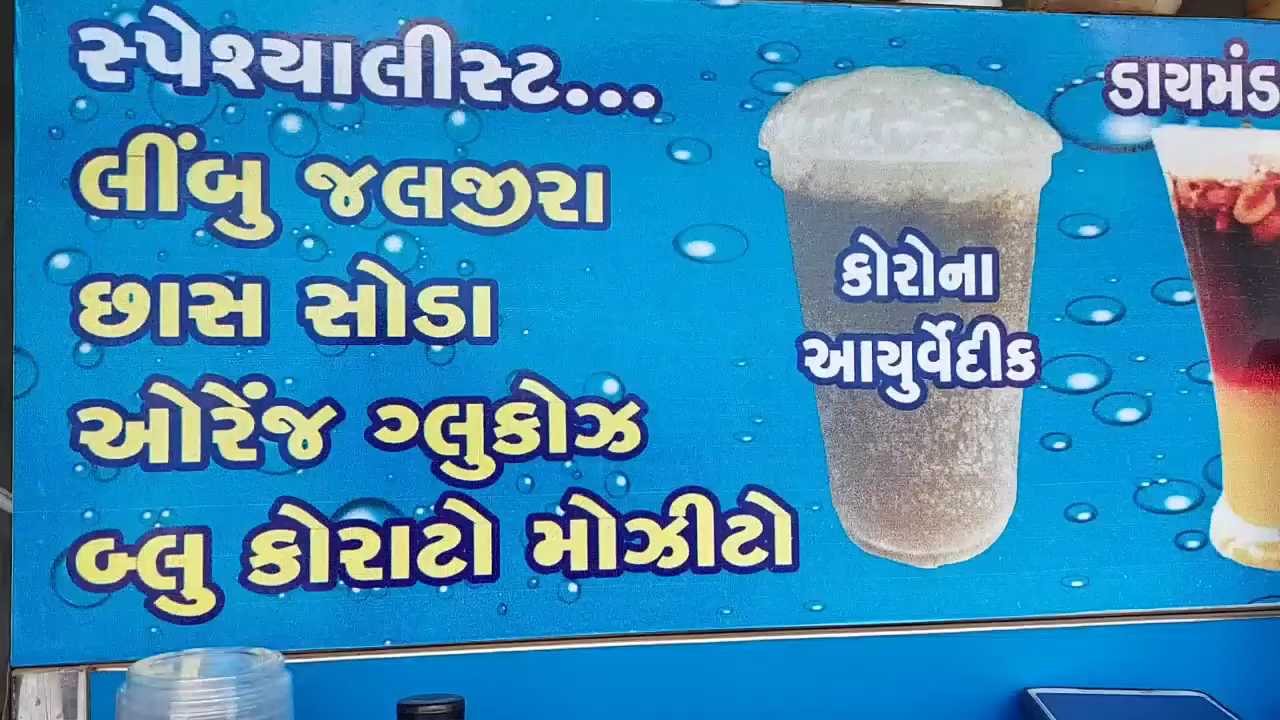 સ્પેશ્યાલીસ્ટ...
લીંબુ જલજીરા
છાસ સોડા
ઓરેંજ ગ્લુકોઝ
બ્લુ કોરાટો મોઝીટો
કોરોના
આયુર્વેદીક
ડાયમંડ